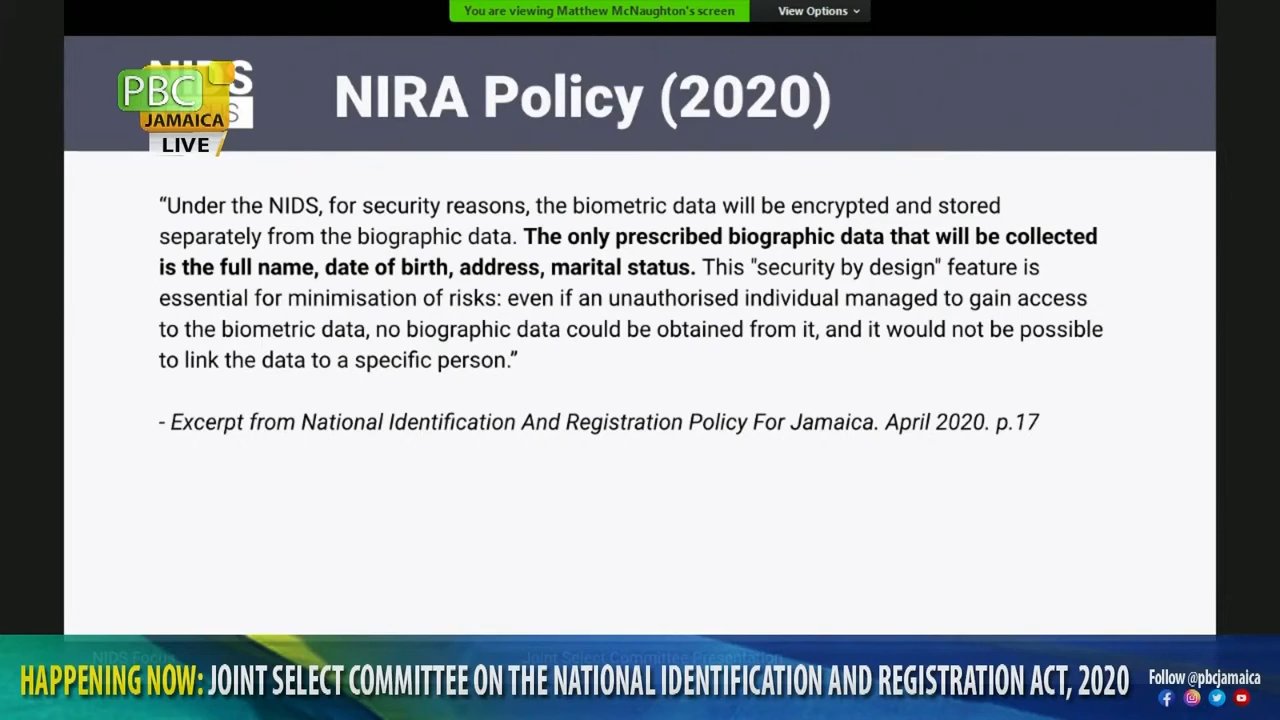 You are viewing Matthew McNaughton's screen
View Options
PBC
JAMAICA
LIVE
NIRA Policy (2020)
“Under the NIDS, for security reasons, the biometric data will be encrypted and stored
separately from the biographic data. The only prescribed biographic data that will be collected
is the full name, date of birth, address, marital status. This "security by design" feature is
essential for minimisation of risks: even if an unauthorised individual managed to gain access
to the biometric data, no biographic data could be obtained from it, and it would not be possible
to link the data to a specific person.”
- Excerpt from National Identification And Registration Policy For Jamaica. April 2020. p.17
NIDS Focus
Joint Select Committee Presentation
HAPPENING NOW: JOINT SELECT COMMITTEE ON THE NATIONAL IDENTIFICATION AND REGISTRATION ACT, 2020
Follow @pbcjamaica